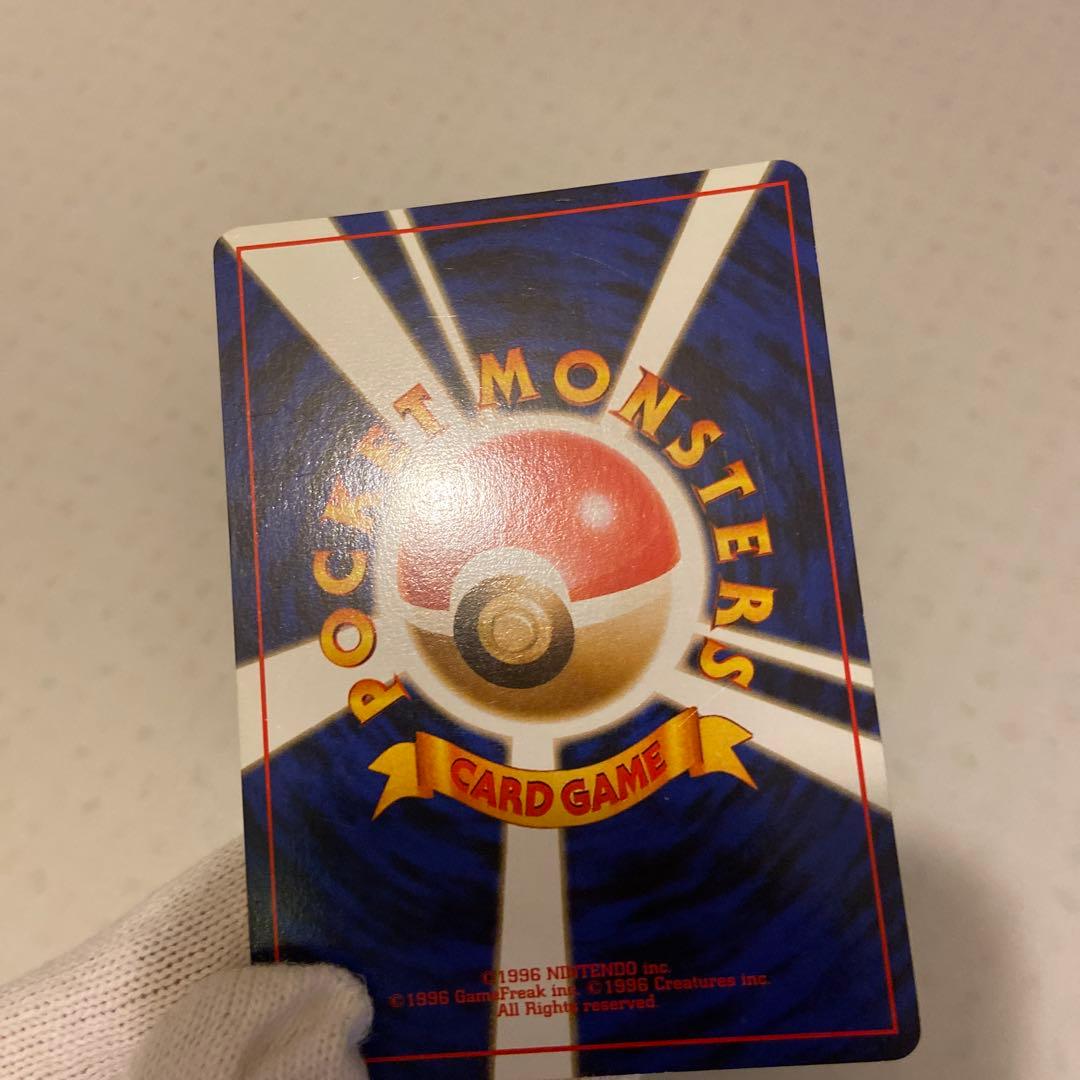 POCKET MONSTERS
CARD GAME
©1996 NINTENDO inc.
©1996 GameFreak inc. ©1996 Creatures inc.
All Rights reserved.